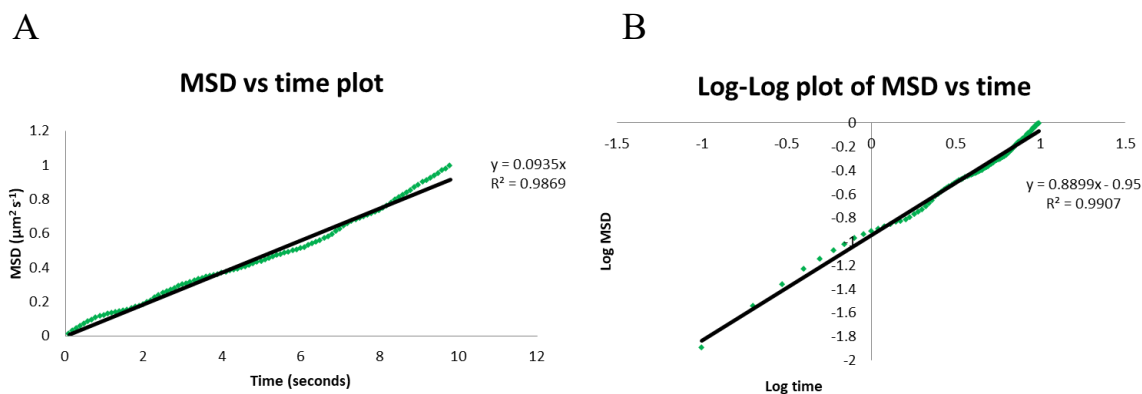 A
MSD vs time plot
MSD (µm² s⁻¹)
1.2
1
0.8
0.6
0.4
0.2
0
0
2
4
6
8
10
12
Time (seconds)
y = 0.0935x
R² = 0.9869
B
Log-Log plot of MSD vs time
-1.5
-1
-0.5
0
0.5
1
1.5
0
-0.2
-0.4
-0.6
-0.8
-1
-1.2
-1.4
-1.6
-1.8
-2
Log MSD
Log time
y = 0.8899x - 0.95
R² = 0.9907